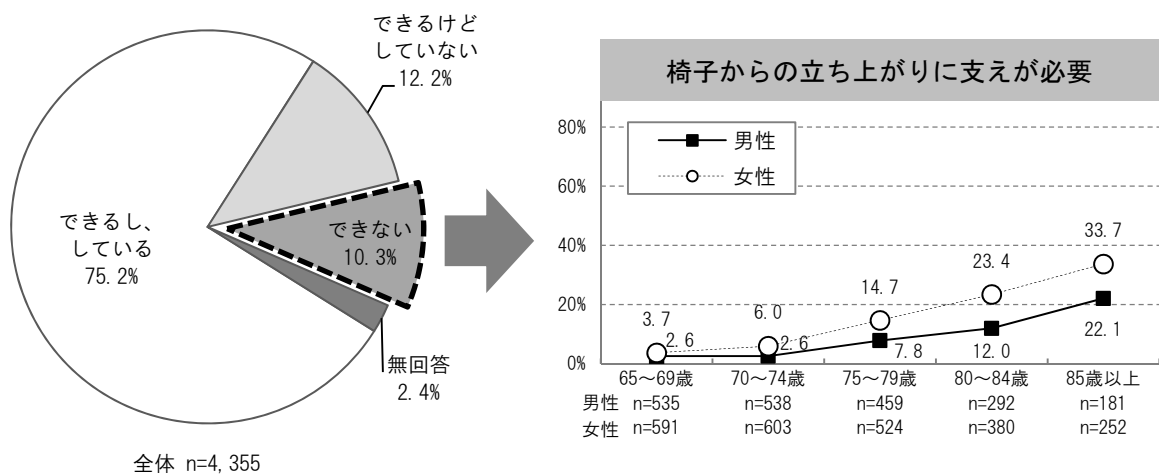 できるけど
していない
12.2%
できるし、
している
75.2%
できない
10.3%
無回答
2.4%
全体 n=4,355
椅子からの立ち上がりに支えが必要
80%
60%
40%
20%
0%
男性
女性
3.7
6.0
14.7
23.4
33.7
2.6
2.6
7.8
12.0
22.1
65~69歳 70~74歳 75~79歳 80~84歳 85歳以上
男性 n=535 n=538 n=459 n=292 n=181
女性 n=591 n=603 n=524 n=380 n=252